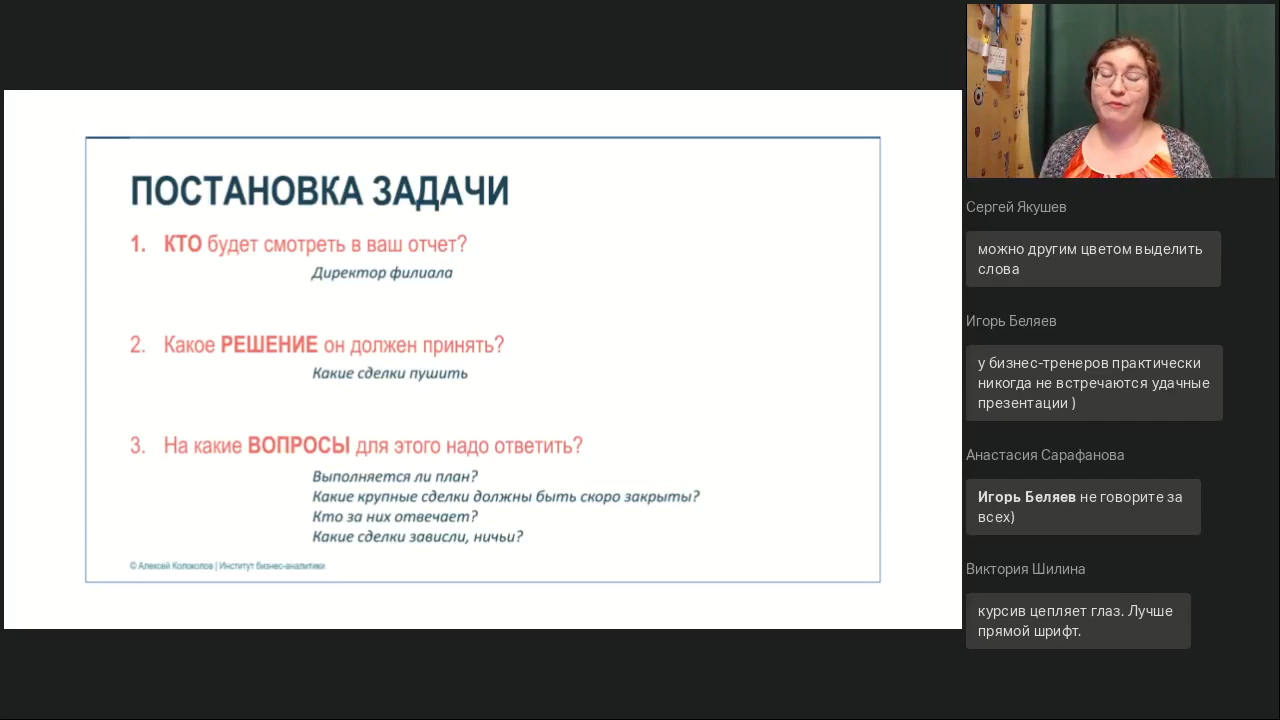 ПОСТАНОВКА ЗАДАЧИ
1. КТО будет смотреть в ваш отчет?
Директор филиала
2. Какое РЕШЕНИЕ он должен принять?
Какие сделки пушить
3. На какие ВОПРОСЫ для этого надо ответить?
Выполняется ли план?
Какие крупные сделки должны быть скоро закрыты?
Кто за них отвечает?
Какие сделки зависли, ничьи?
© Алексей Колоколов | Институт бизнес-аналитики
Сергей Якушев
можно другим цветом выделить
слова
Игорь Беляев
у бизнес-тренеров практически
никогда не встречаются удачные
презентации )
Анастасия Сарафанова
Игорь Беляев не говорите за
всех)
Виктория Шилина
курсив цепляет глаз. Лучше
прямой шрифт.